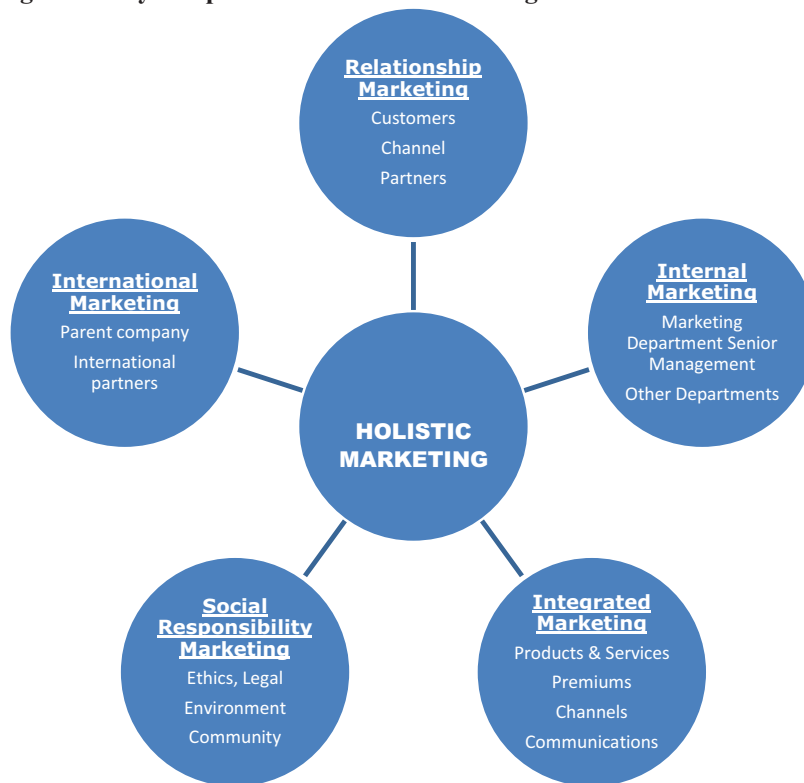 Relationship
Marketing
Customers
Channel
Partners
International
Marketing
Parent company
International
partners
Internal
Marketing
Marketing
Department Senior
Management
Other Departments
HOLISTIC
MARKETING
Social
Responsibility
Marketing
Ethics, Legal
Environment
Community
Integrated
Marketing
Products & Services
Premiums
Channels
Communications